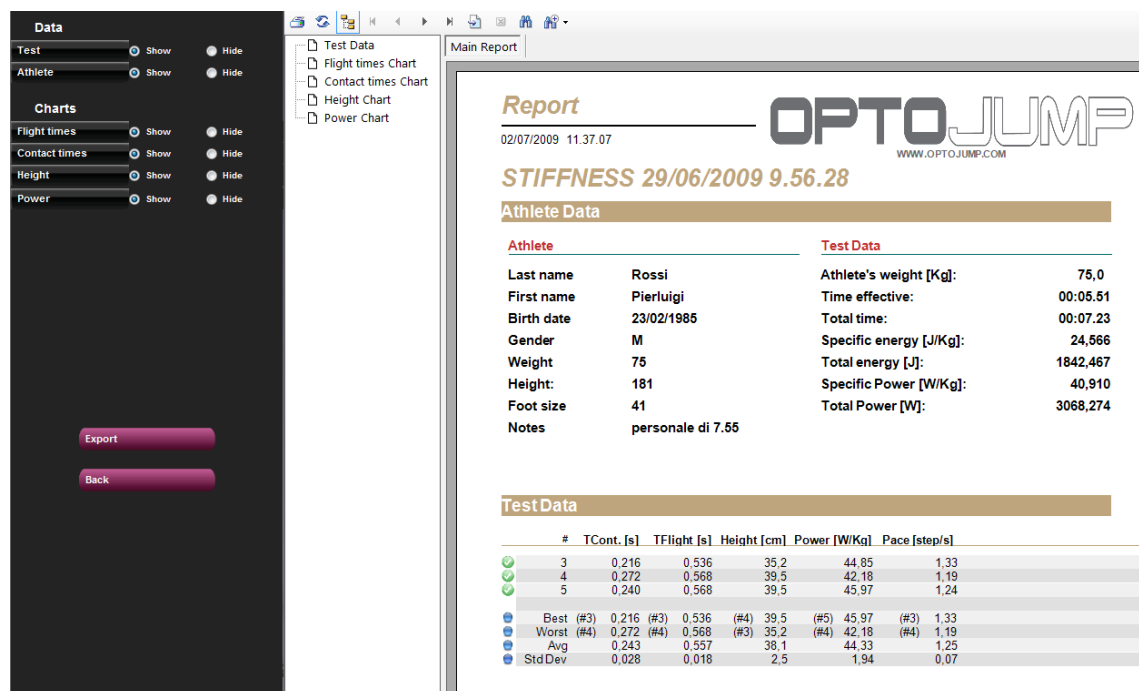 Data
Test Show Hide
Athlete Show Hide
Charts
Flight times Show Hide
Contact times Show Hide
Height Show Hide
Power Show Hide
Export
Back
Test Data
Flight times Chart
Contact times Chart
Height Chart
Power Chart
Main Report
Report
02/07/2009 11.37.07
OPTOJUMP
WWW.OPTOJUMP.COM
STIFFNESS 29/06/2009 9.56.28
Athlete Data
Athlete Test Data
Last name Rossi Athlete's weight [Kg]: 75,0
First name Pierluigi Time effective: 00:05.51
Birth date 23/02/1985 Total time: 00:07.23
Gender M Specific energy [J/Kg]: 24,566
Weight 75 Total energy [J]: 1842,467
Height: 181 Specific Power [W/Kg]: 40,910
Foot size 41 Total Power [W]: 3068,274
Notes personale di 7.55
Test Data
# TCont. [s] TFlight [s] Height [cm] Power [W/Kg] Pace [step/s]
3 0,216 0,536 35,2 44,85 1,33
4 0,272 0,568 39,5 42,18 1,19
5 0,240 0,568 39,5 45,97 1,24
Best (#3) 0,216 (#3) 0,536 (#4) 39,5 (#5) 45,97 (#3) 1,33
Worst (#4) 0,272 (#4) 0,568 (#3) 35,2 (#4) 42,18 (#4) 1,19
Avg 0,243 0,557 38,1 44,33 1,25
Std Dev 0,028 0,018 2,5 1,94 0,07